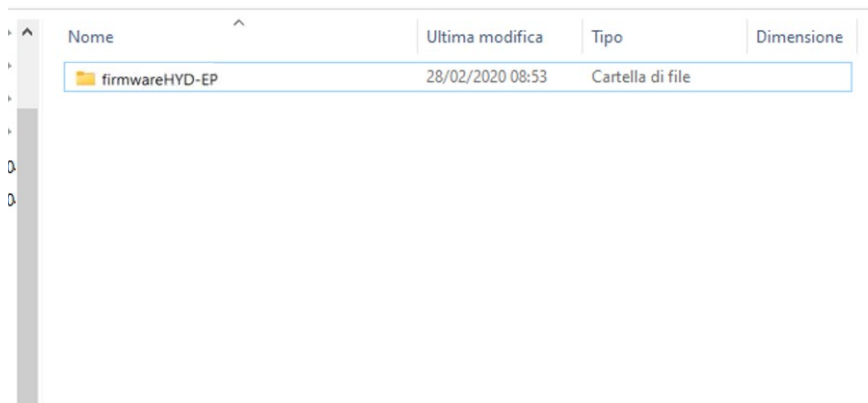 Nome Ultima modifica Tipo Dimensione
firmwareHYD-EP 28/02/2020 08:53 Cartella di file